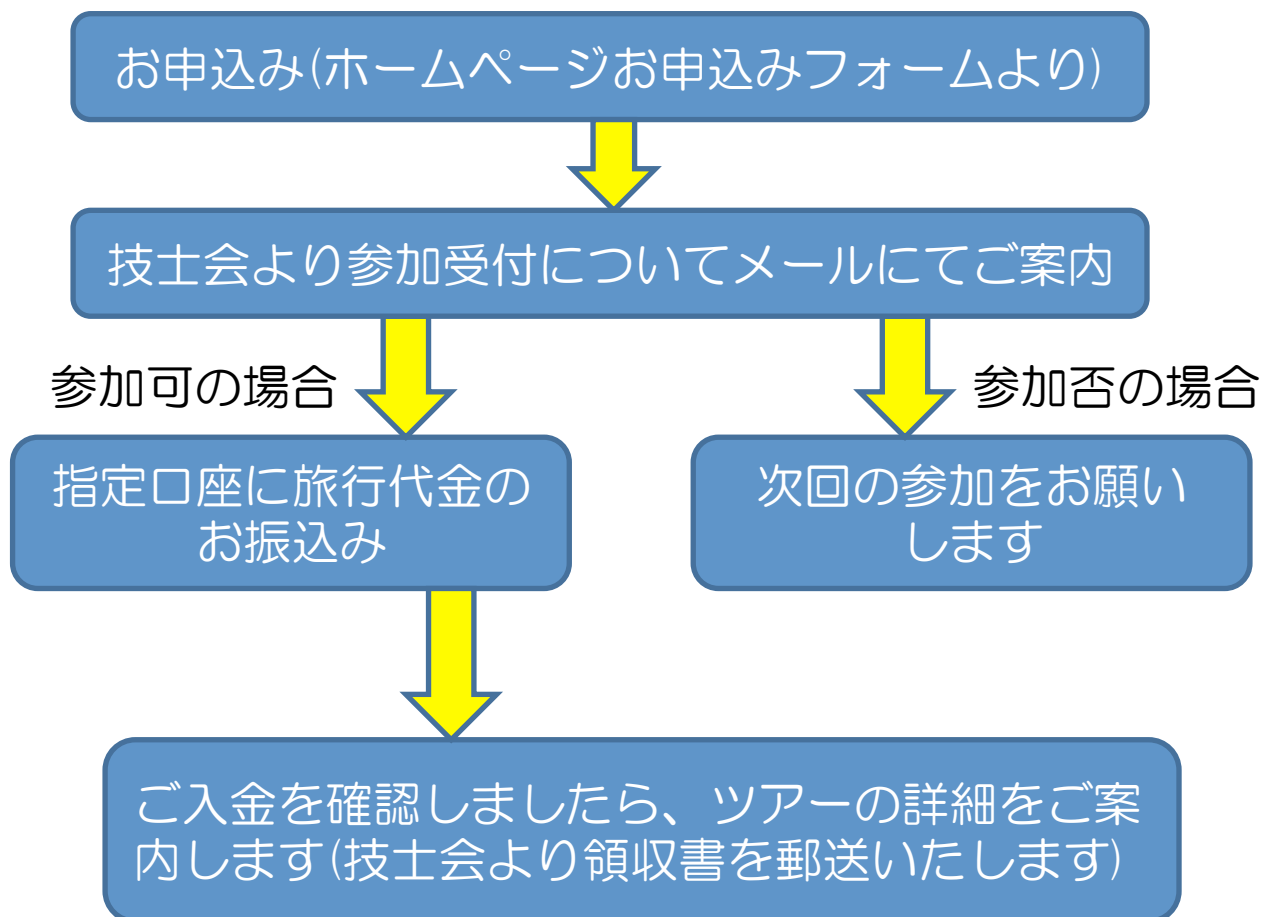 お申込み(ホームページお申込みフォームより)
技士会より参加受付についてメールにてご案内
参加可の場合
参加否の場合
指定口座に旅行代金の
お振込み
次回の参加をお願い
します
ご入金を確認しましたら、ツアーの詳細をご案
内します(技士会より領収書を郵送いたします)